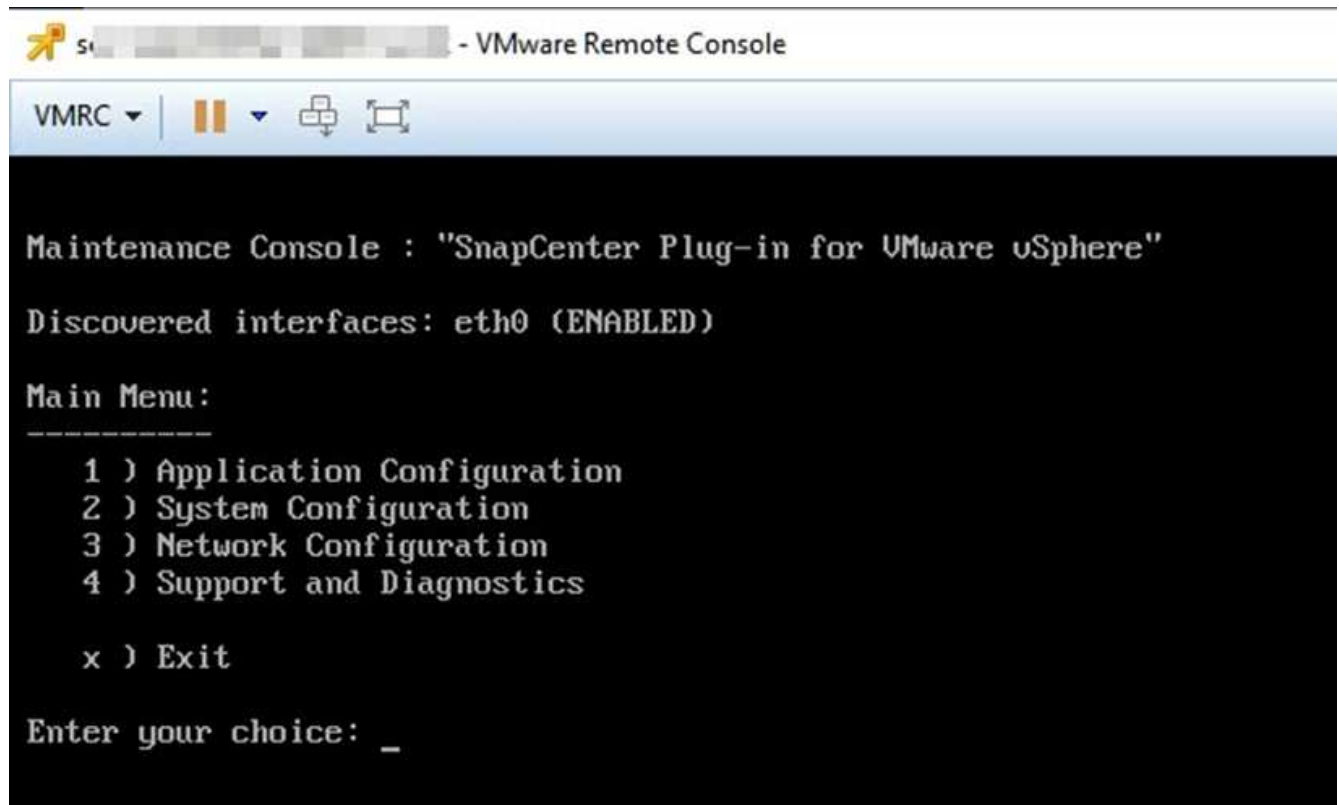 - VMware Remote Console
VMRC
Maintenance Console : "SnapCenter Plug-in for VMware vSphere"
Discovered interfaces: eth0 (ENABLED)
Main Menu:
----------
1 ) Application Configuration
2 ) System Configuration
3 ) Network Configuration
4 ) Support and Diagnostics
x ) Exit
Enter your choice: _